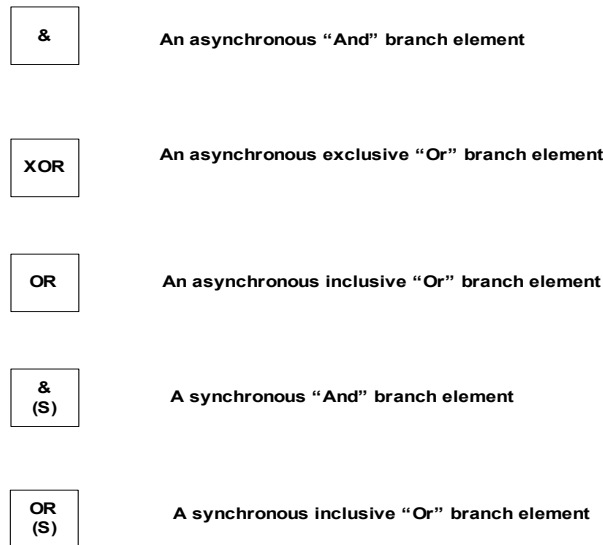 &
An asynchronous “And” branch element
XOR
An asynchronous exclusive “Or” branch element
OR
An asynchronous inclusive “Or” branch element
&
(S)
A synchronous “And” branch element
OR
(S)
A synchronous inclusive “Or” branch element